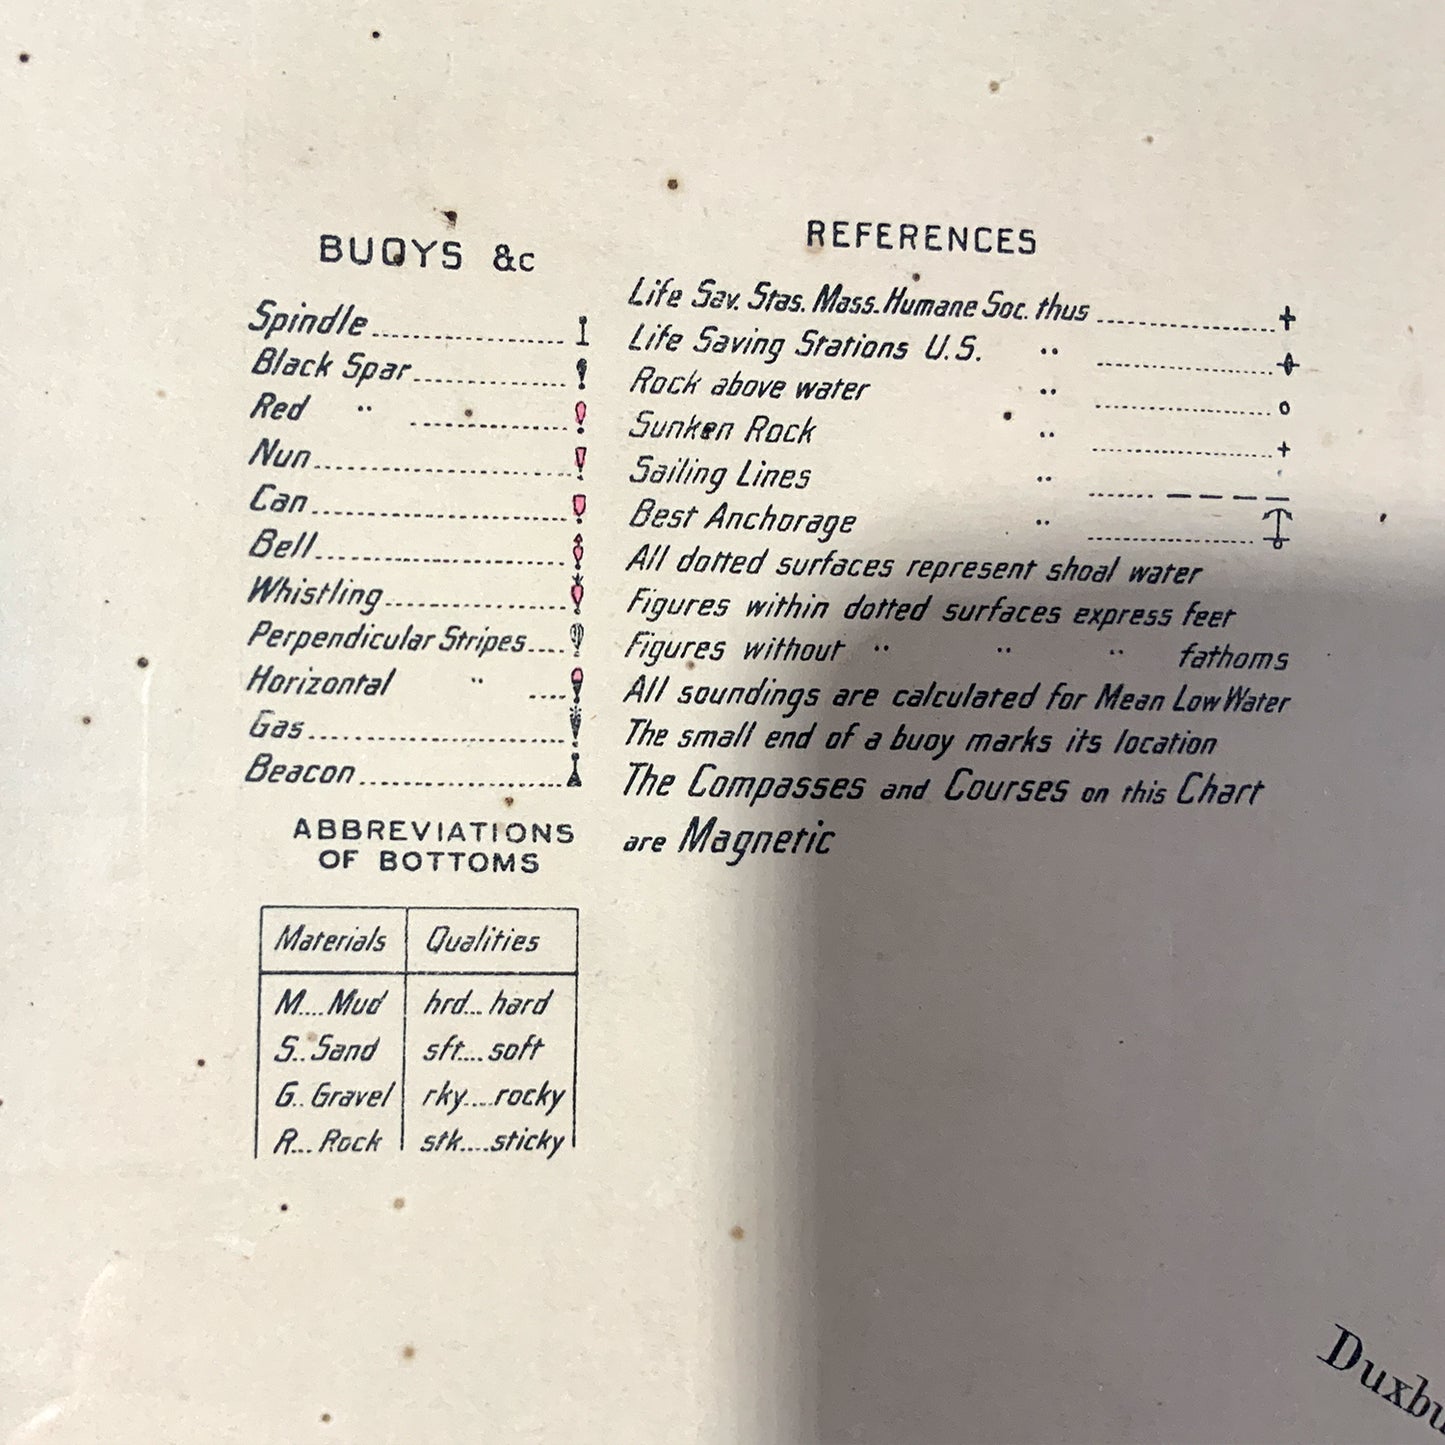 BUOYS &c
Spindle
Black Spar
Red "
Nun
Can
Bell
Whistling
Perpendicular Stripes
Horizontal "
Gas
Beacon
ABBREVIATIONS
OF BOTTOMS
Materials Qualities
M....Mud hrd... hard
S.. Sand sft.... soft
G.. Gravel rky....rocky
R... Rock stk....sticky
REFERENCES
Life Sav. Stas. Mass. Humane Soc. thus
Life Saving Stations U.S. "
Rock above water "
Sunken Rock "
Sailing Lines "
Best Anchorage "
All dotted surfaces represent shoal water
Figures within dotted surfaces express feet
Figures without " " " fathoms
All soundings are calculated for Mean Low Water
The small end of a buoy marks its location
The Compasses and Courses on this Chart
are Magnetic
Duxbu